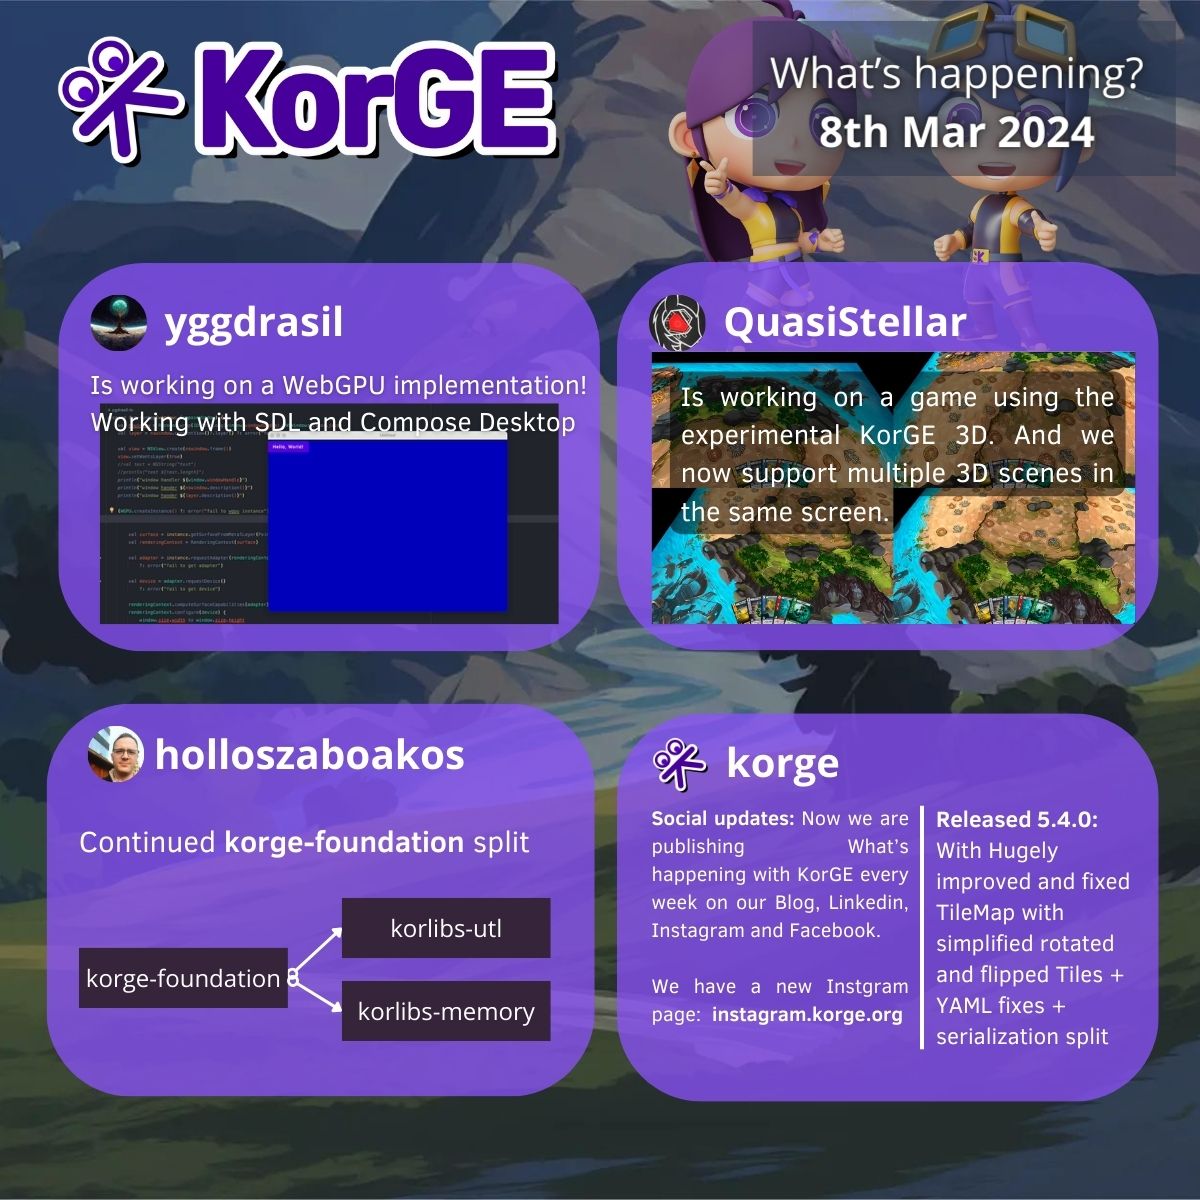 KorGE
What's happening?
8th Mar 2024
yggdrasil
Is working on a WebGPU implementation!
Working with SDL and Compose Desktop
Hello, World!
QuasiStellar
Is working on a game using the
experimental KorGE 3D. And we
now support multiple 3D scenes in
the same screen.
holloszaboakos
Continued korge-foundation split
korge-foundation
korlibs-utl
korlibs-memory
korge
Social updates: Now we are
publishing What's
happening with KorGE every
week on our Blog, Linkedin,
Instagram and Facebook.
We have a new Instgram
page: instagram.korge.org
Released 5.4.0:
With Hugely
improved and fixed
TileMap with
simplified rotated
and flipped Tiles +
YAML fixes +
serialization split